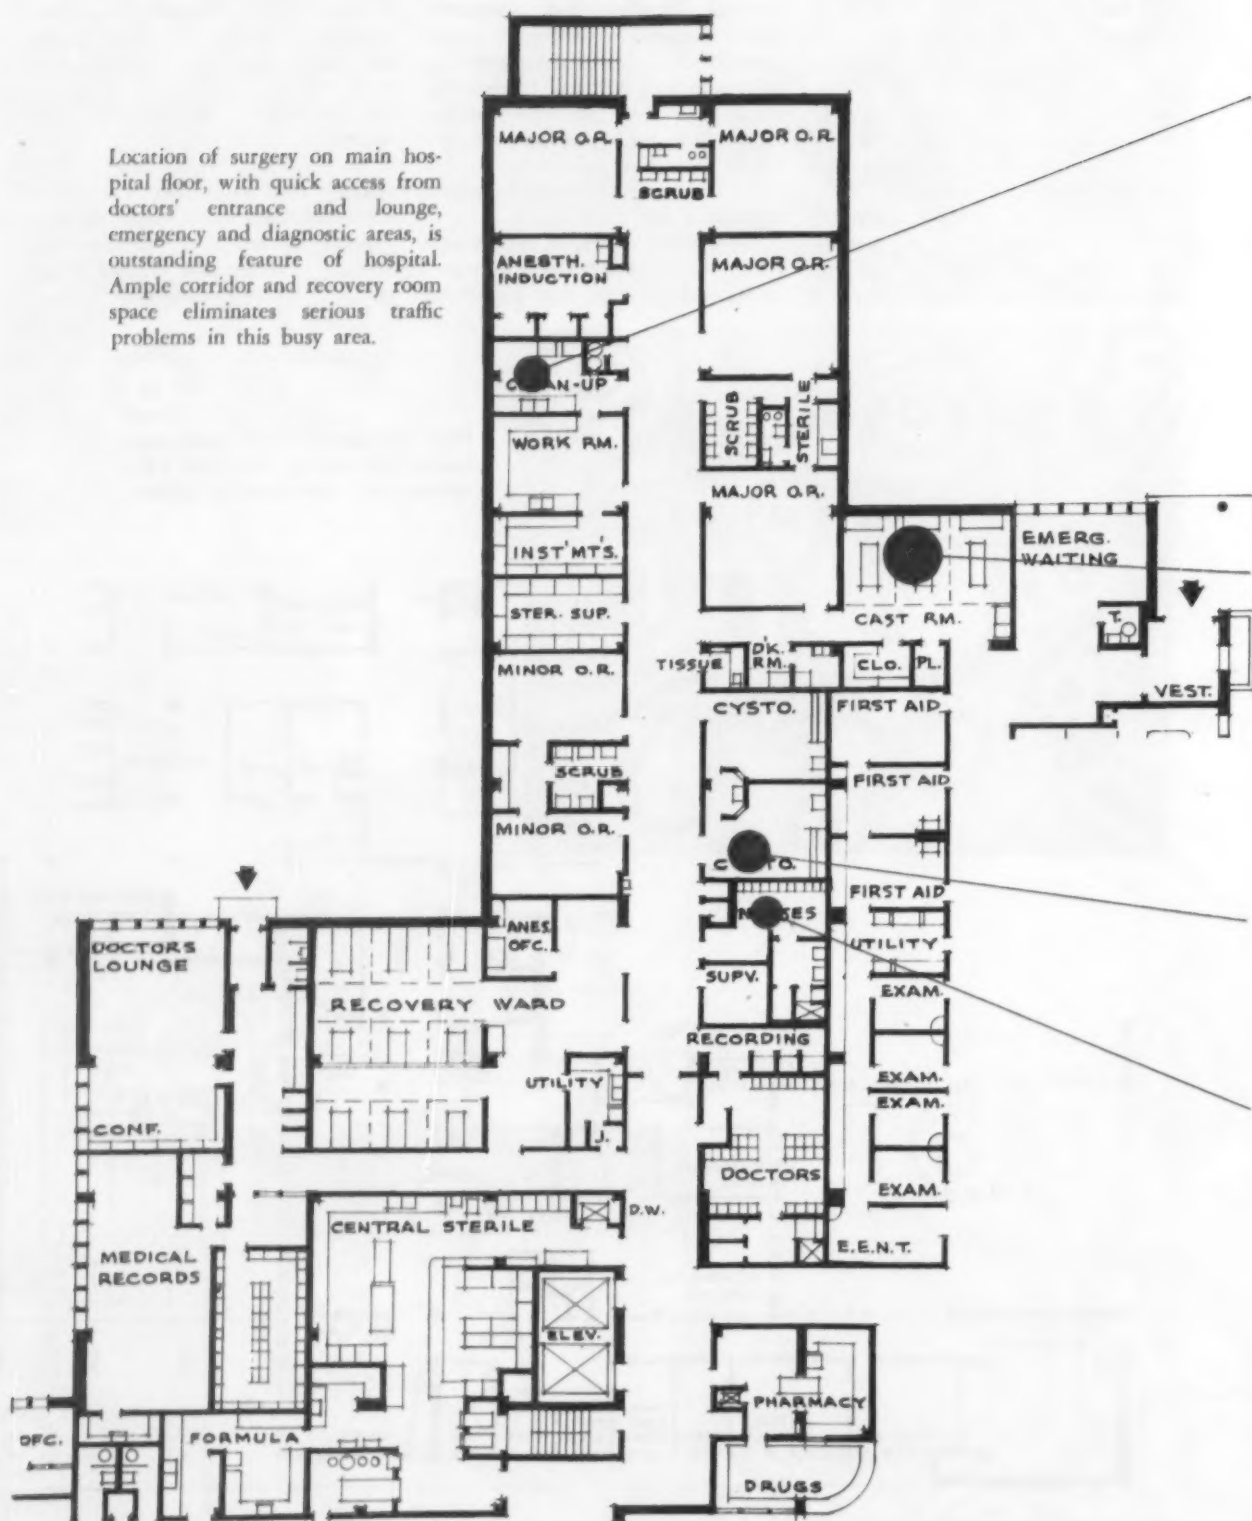 Location of surgery on main hos-
pital floor, with quick access from
doctors' entrance and lounge,
emergency and diagnostic areas, is
outstanding feature of hospital.
Ample corridor and recovery room
space eliminates serious traffic
problems in this busy area.
MAJOR O.R.
MAJOR O.R.
SCRUB
ANESTH.
INDUCTION
MAJOR O.R.
WORK RM.
SCRUB
STERILE
MAJOR O.R.
INST'MT'S.
EMERG.
WAITING
STER. SUP.
CAST RM.
T.
TISSUE
D'K.
RM.
CLO.
PL.
VEST.
MINOR O.R.
CYSTO.
FIRST AID
SCRUB
FIRST AID
MINOR O.R.
FIRST AID
ANES.
OFC.
UTILITY
DOCTORS
LOUNGE
SUPV.
EXAM.
RECOVERY WARD
RECORDING
UTILITY
EXAM.
EXAM.
CONF.
J.
DOCTORS
EXAM.
D.W.
CENTRAL STERILE
E.E.N.T.
MEDICAL
RECORDS
ELEV.
PHARMACY
OFC.
FORMULA
DRUGS